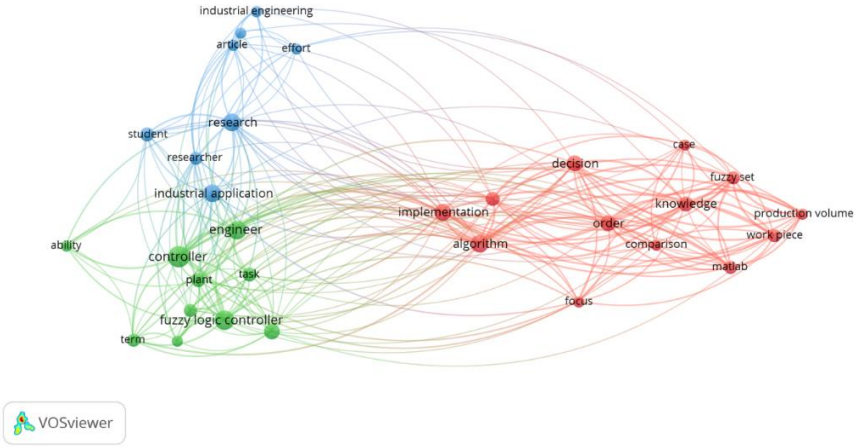 industrial engineering
article
effort
research
student
researcher
industrial application
engineer
ability
controller
plant
task
fuzzy logic controller
term
decision
case
fuzzy set
implementation
knowledge
production volume
order
work piece
algorithm
comparison
matlab
focus
VOSviewer